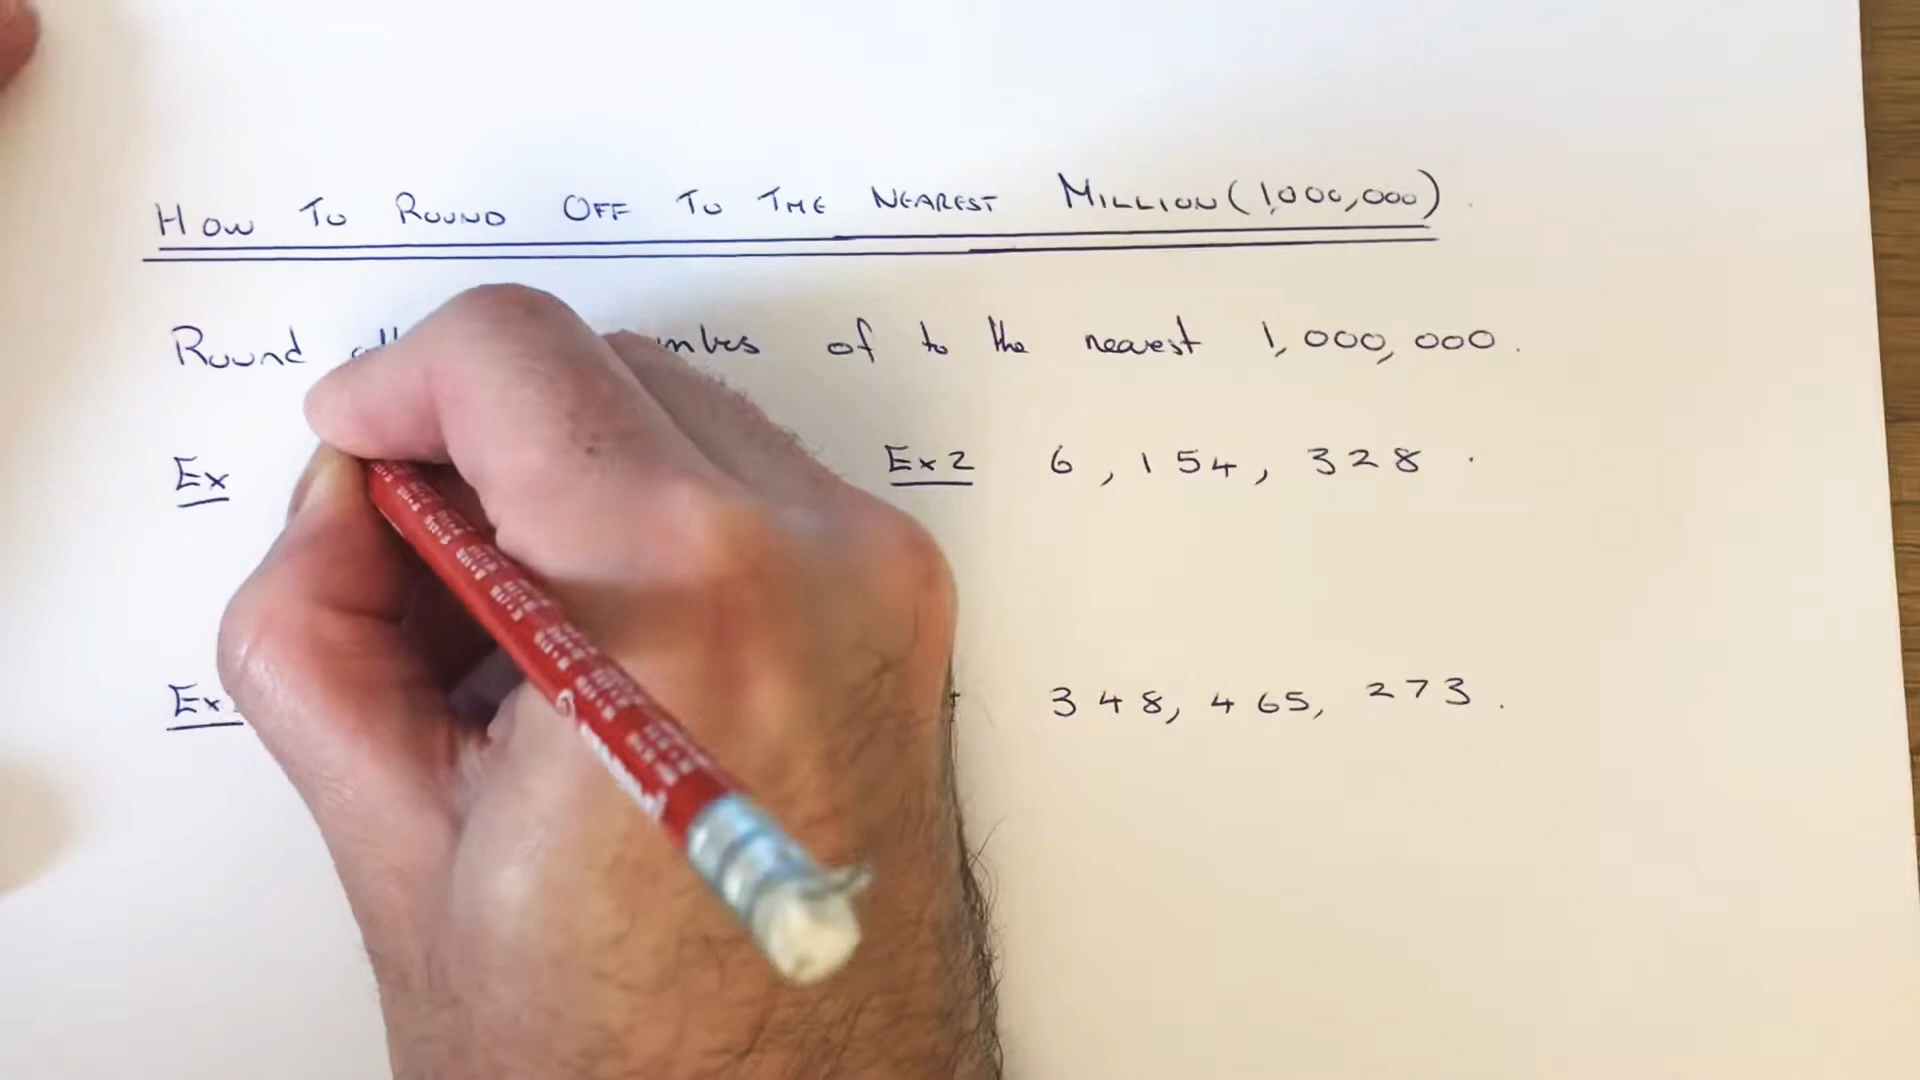 HOW TO ROUND OFF TO THE NEAREST MILLION (1,000,000)
Round of to the nearest 1,000,000.
Ex
Ex2 6,154,328.
Ex
348,465,273.